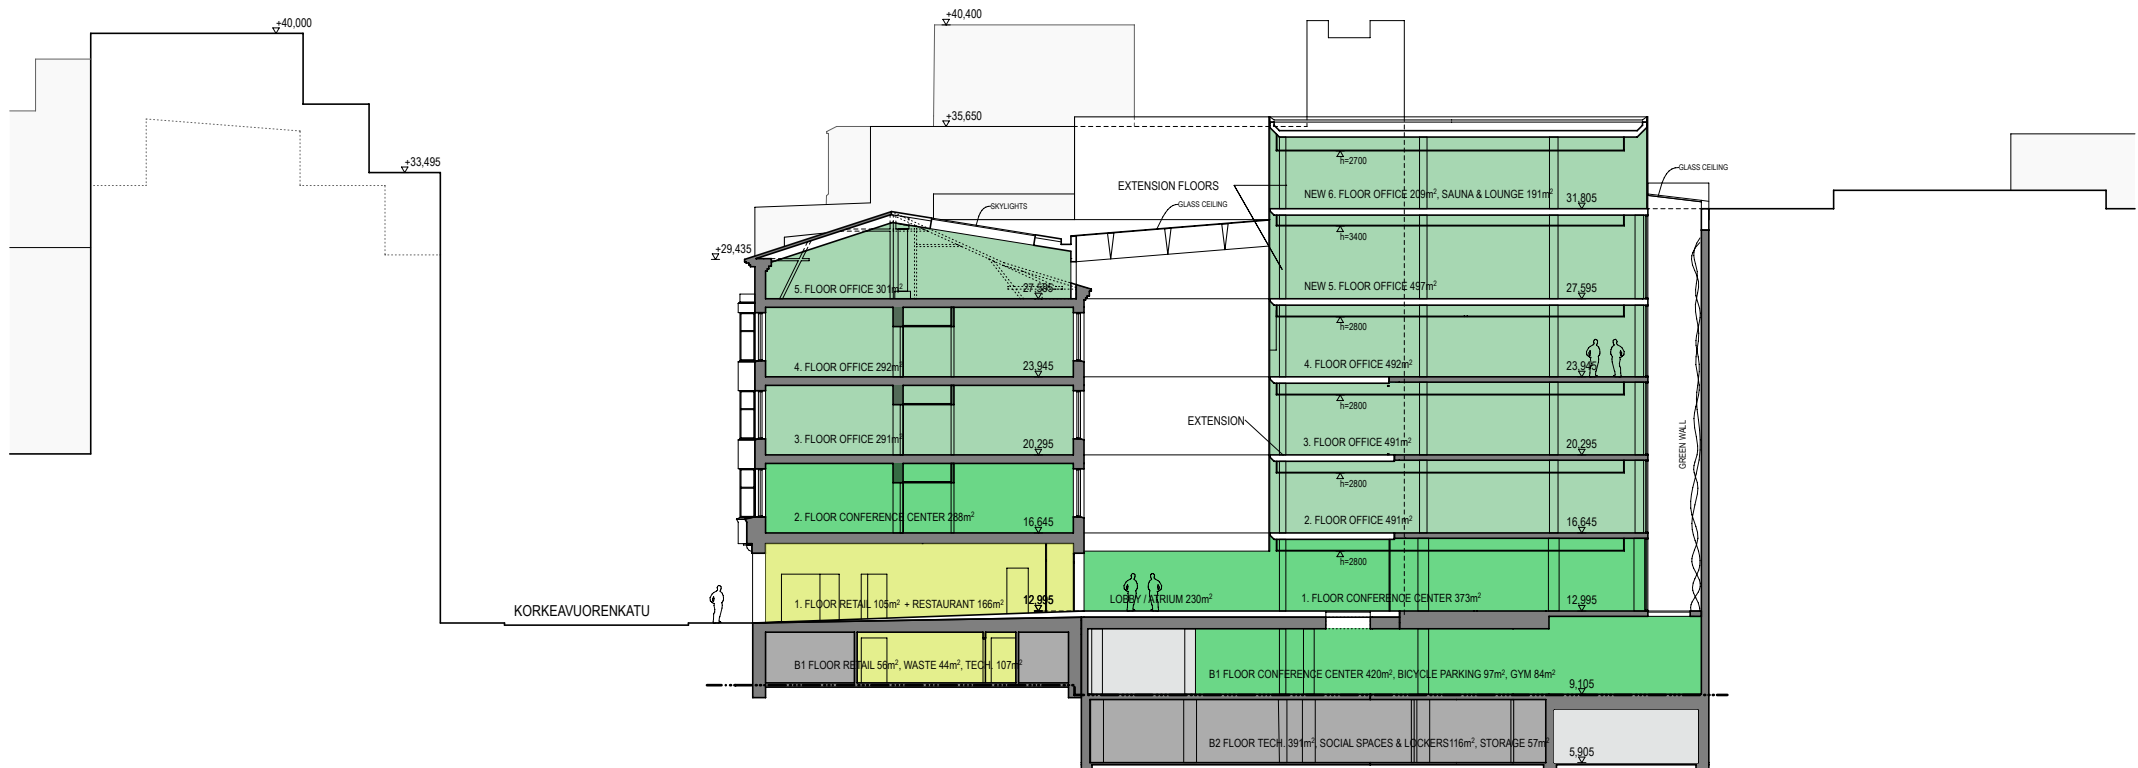 +40,000
+40,400
+35,650
+33,495
h=2700
GLASS CEILING
EXTENSION FLOORS
NEW 6. FLOOR OFFICE 209m², SAUNA & LOUNGE 191m²
31,805
SKYLIGHTS
GLASS CEILING
h=3400
+29,435
5. FLOOR OFFICE 301m²
27,595
NEW 5. FLOOR OFFICE 497m²
27,595
h=2800
4. FLOOR OFFICE 292m²
23,945
4. FLOOR OFFICE 492m²
23,945
h=2800
EXTENSION
3. FLOOR OFFICE 291m²
20,295
3. FLOOR OFFICE 491m²
20,295
GREEN WALL
h=2800
2. FLOOR CONFERENCE CENTER 288m²
16,645
2. FLOOR OFFICE 491m²
16,645
h=2800
KORKEAVUORENKATU
1. FLOOR RETAIL 105m² + RESTAURANT 166m²
12,995
LOBBY / ATRIUM 230m²
1. FLOOR CONFERENCE CENTER 373m²
12,995
B1 FLOOR RETAIL 56m², WASTE 44m², TECH. 107m²
B1 FLOOR CONFERENCE CENTER 420m², BICYCLE PARKING 97m², GYM 84m²
9,105
B2 FLOOR TECH. 391m², SOCIAL SPACES & LOCKERS116m², STORAGE 57m²
5,905